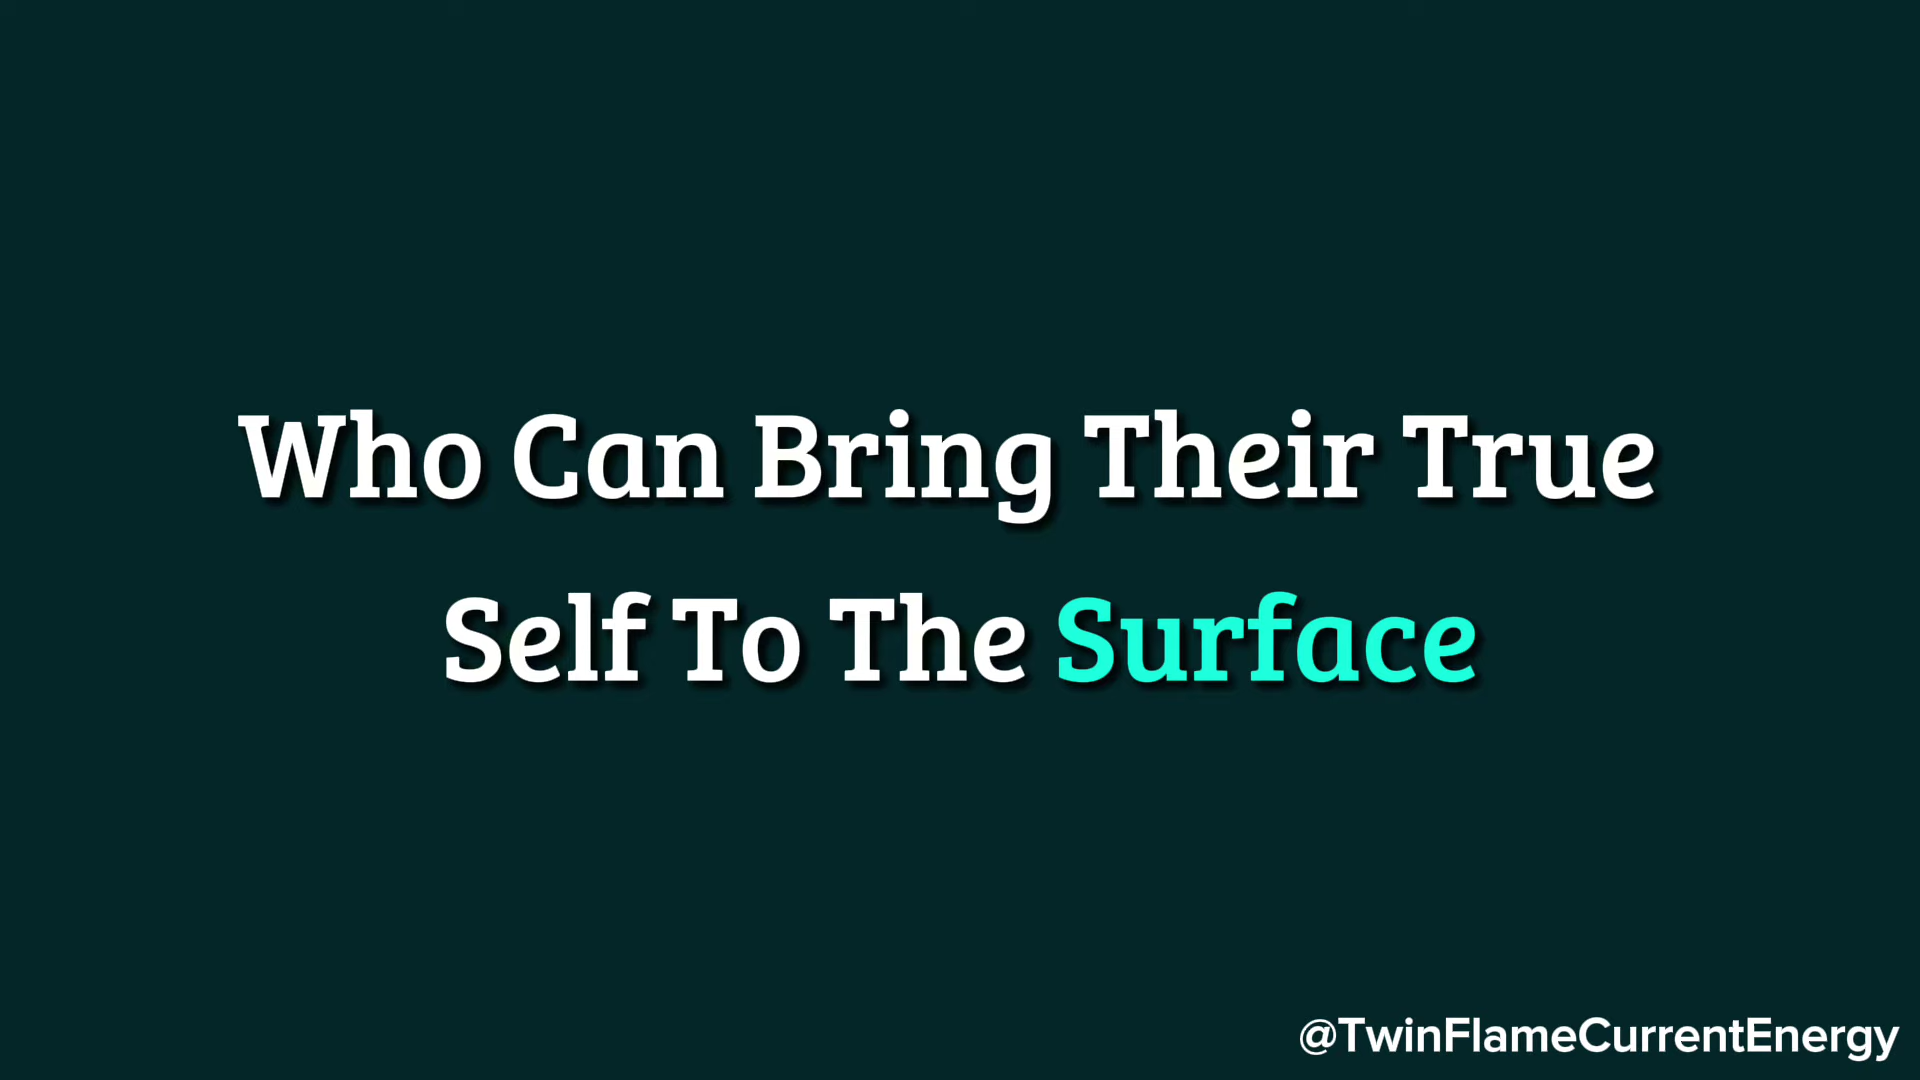 Who Can Bring Their True
Self To The Surface
@TwinFlameCurrentEnergy